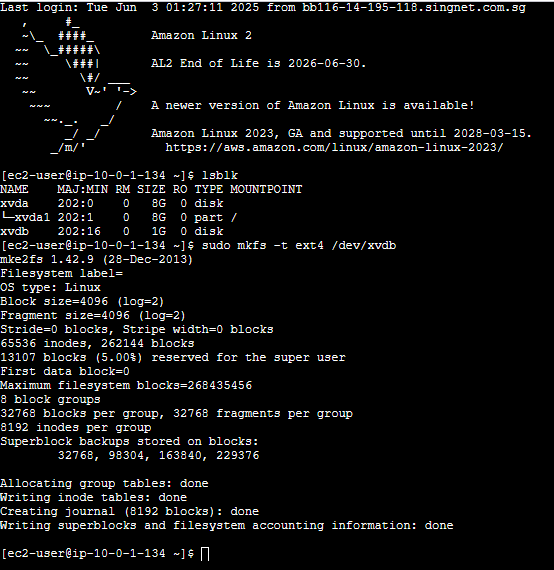 Last login: Tue Jun  3 01:27:11 2025 from bb116-14-195-118.singnet.com.sg
   ,     #_
   ~\_  ####_        Amazon Linux 2
  ~~  \_#####\
  ~~     \###|       AL2 End of Life is 2026-06-30.
  ~~       \#/ ___
   ~~       V~' '->
    ~~~         /    A newer version of Amazon Linux is available!
      ~~._.   _/
         _/ _/       Amazon Linux 2023, GA and supported until 2028-03-15.
       _/m/'           https://aws.amazon.com/linux/amazon-linux-2023/

[ec2-user@ip-10-0-1-134 ~]$ lsblk
NAME    MAJ:MIN RM SIZE RO TYPE MOUNTPOINT
xvda    202:0    0   8G  0 disk
└─xvda1 202:1    0   8G  0 part /
xvdb    202:16   0   1G  0 disk
[ec2-user@ip-10-0-1-134 ~]$ sudo mkfs -t ext4 /dev/xvdb
mke2fs 1.42.9 (28-Dec-2013)
Filesystem label=
OS type: Linux
Block size=4096 (log=2)
Fragment size=4096 (log=2)
Stride=0 blocks, Stripe width=0 blocks
65536 inodes, 262144 blocks
13107 blocks (5.00%) reserved for the super user
First data block=0
Maximum filesystem blocks=268435456
8 block groups
32768 blocks per group, 32768 fragments per group
8192 inodes per group
Superblock backups stored on blocks:
        32768, 98304, 163840, 229376

Allocating group tables: done
Writing inode tables: done
Creating journal (8192 blocks): done
Writing superblocks and filesystem accounting information: done

[ec2-user@ip-10-0-1-134 ~]$